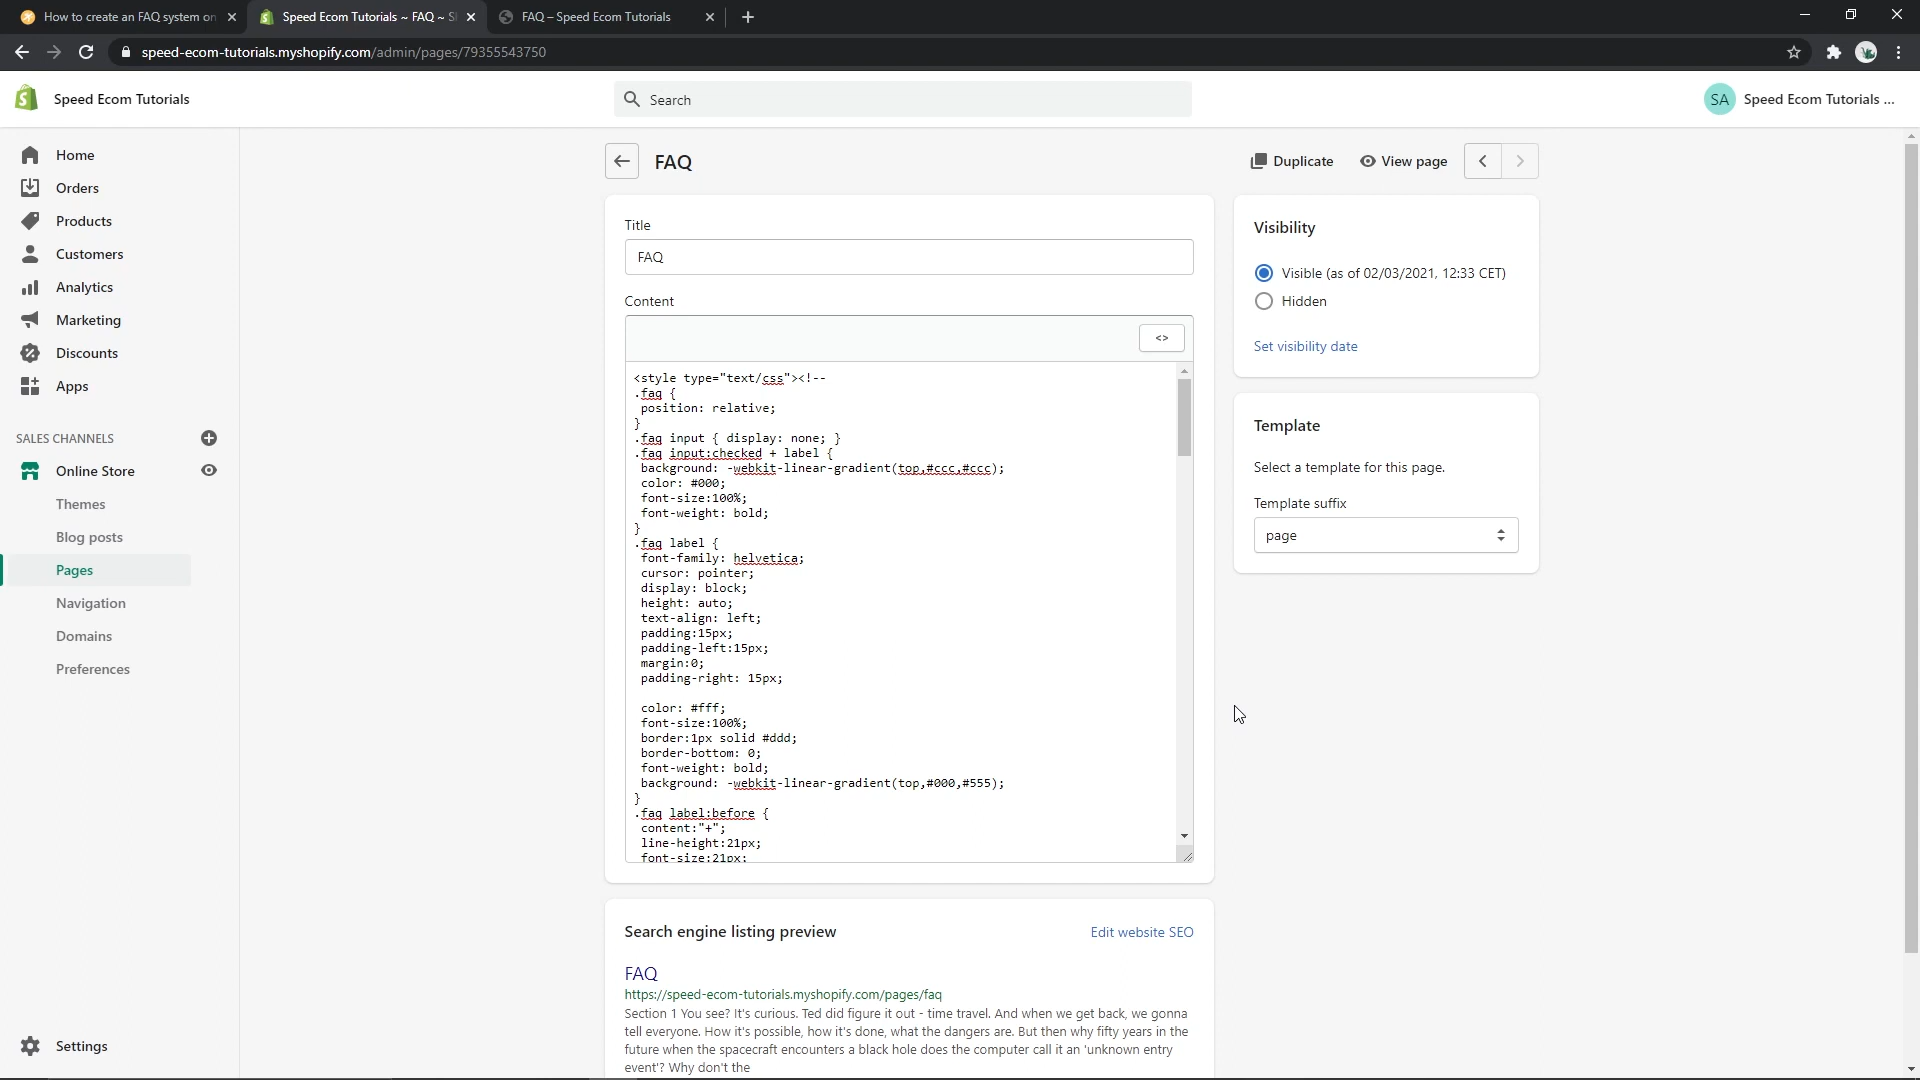 How to create an FAQ system on
Speed Ecom Tutorials ~ FAQ ~ S
FAQ – Speed Ecom Tutorials
speed-ecom-tutorials.myshopify.com/admin/pages/79355543750
Speed Ecom Tutorials
Search
SA
Speed Ecom Tutorials ...
Home
Orders
Products
Customers
Analytics
Marketing
Discounts
Apps
SALES CHANNELS
Online Store
Themes
Blog posts
Pages
Navigation
Domains
Preferences
Settings
FAQ
Duplicate
View page
Title
FAQ
Content
<>
<style type="text/css"><!--
.faq {
position: relative;
}
.faq input { display: none; }
.faq input:checked + label {
background: -webkit-linear-gradient(top,#ccc,#ccc);
color: #000;
font-size:100%;
font-weight: bold;
}
.faq label {
font-family: helvetica;
cursor: pointer;
display: block;
height: auto;
text-align: left;
padding:15px;
padding-left:15px;
margin:0;
padding-right: 15px;
color: #fff;
font-size:100%;
border:1px solid #ddd;
border-bottom: 0;
font-weight: bold;
background: -webkit-linear-gradient(top,#000,#555);
}
.faq label:before {
content:"+";
line-height:21px;
font-size:21px;
Search engine listing preview
Edit website SEO
FAQ
https://speed-ecom-tutorials.myshopify.com/pages/faq
Section 1 You see? It's curious. Ted did figure it out - time travel. And when we get back, we gonna
tell everyone. How it's possible, how it's done, what the dangers are. But then why fifty years in the
future when the spacecraft encounters a black hole does the computer call it an 'unknown entry
event'? Why don't the
Visibility
Visible (as of 02/03/2021, 12:33 CET)
Hidden
Set visibility date
Template
Select a template for this page.
Template suffix
page